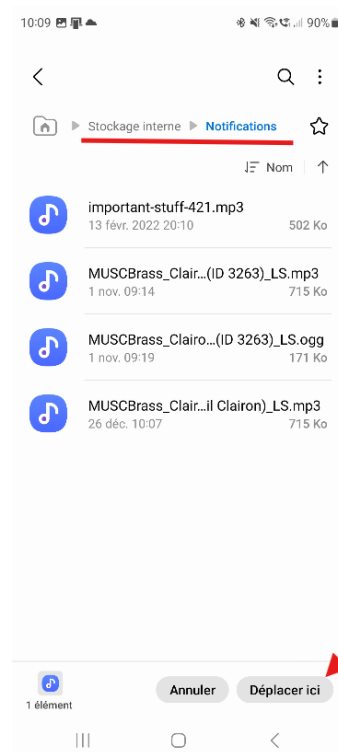 10:09 90%
Stockage interne Notifications
Nom
important-stuff-421.mp3
13 févr. 2022 20:10 502 Ko
MUSCBrass_Clair...(ID 3263)_LS.mp3
1 nov. 09:14 715 Ko
MUSCBrass_Clairo...(ID 3263)_LS.ogg
1 nov. 09:19 171 Ko
MUSCBrass_Clair...il Clairon)_LS.mp3
26 déc. 10:07 715 Ko
1 élément Annuler Déplacer ici